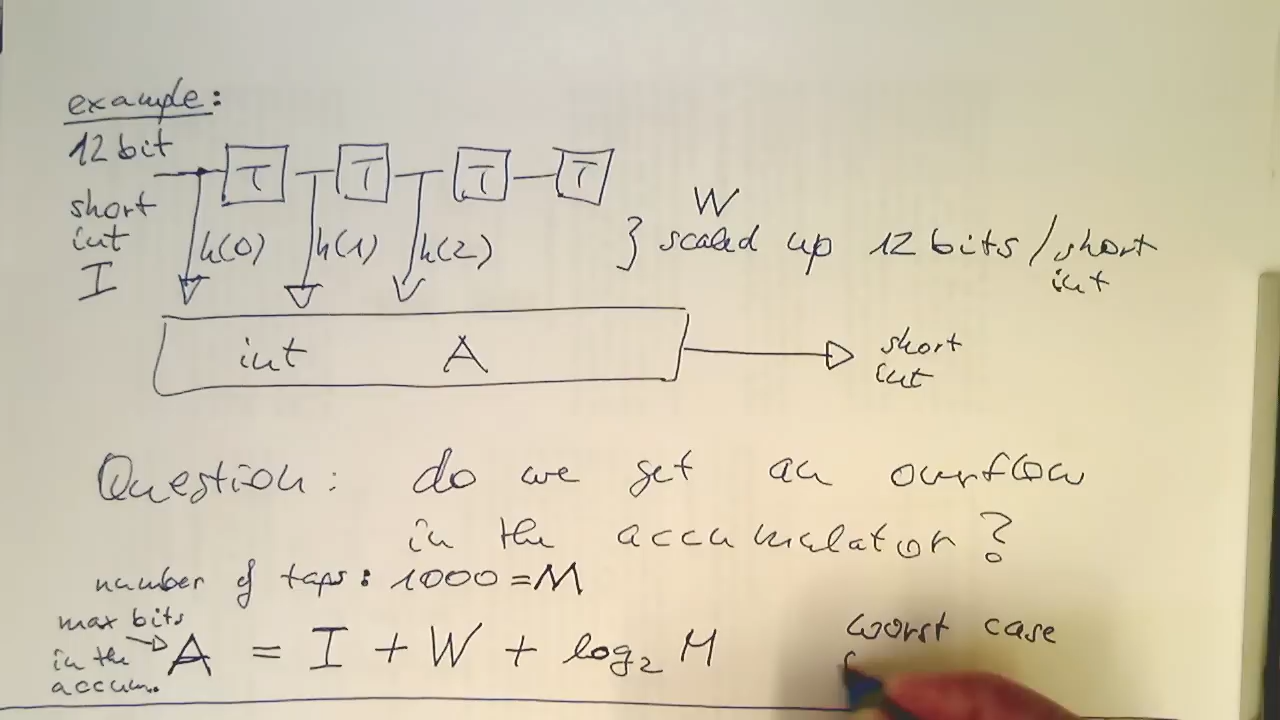 example:
12 bit
T T T T
short
int
I
h(0) h(1) h(2)
W
} scaled up 12 bits / short
int
int A
short
int
Question: do we get an overflow
in the accumulator?
number of taps: 1000 = M
max bits
in the
accum.
A = I + W + log₂ M
worst case